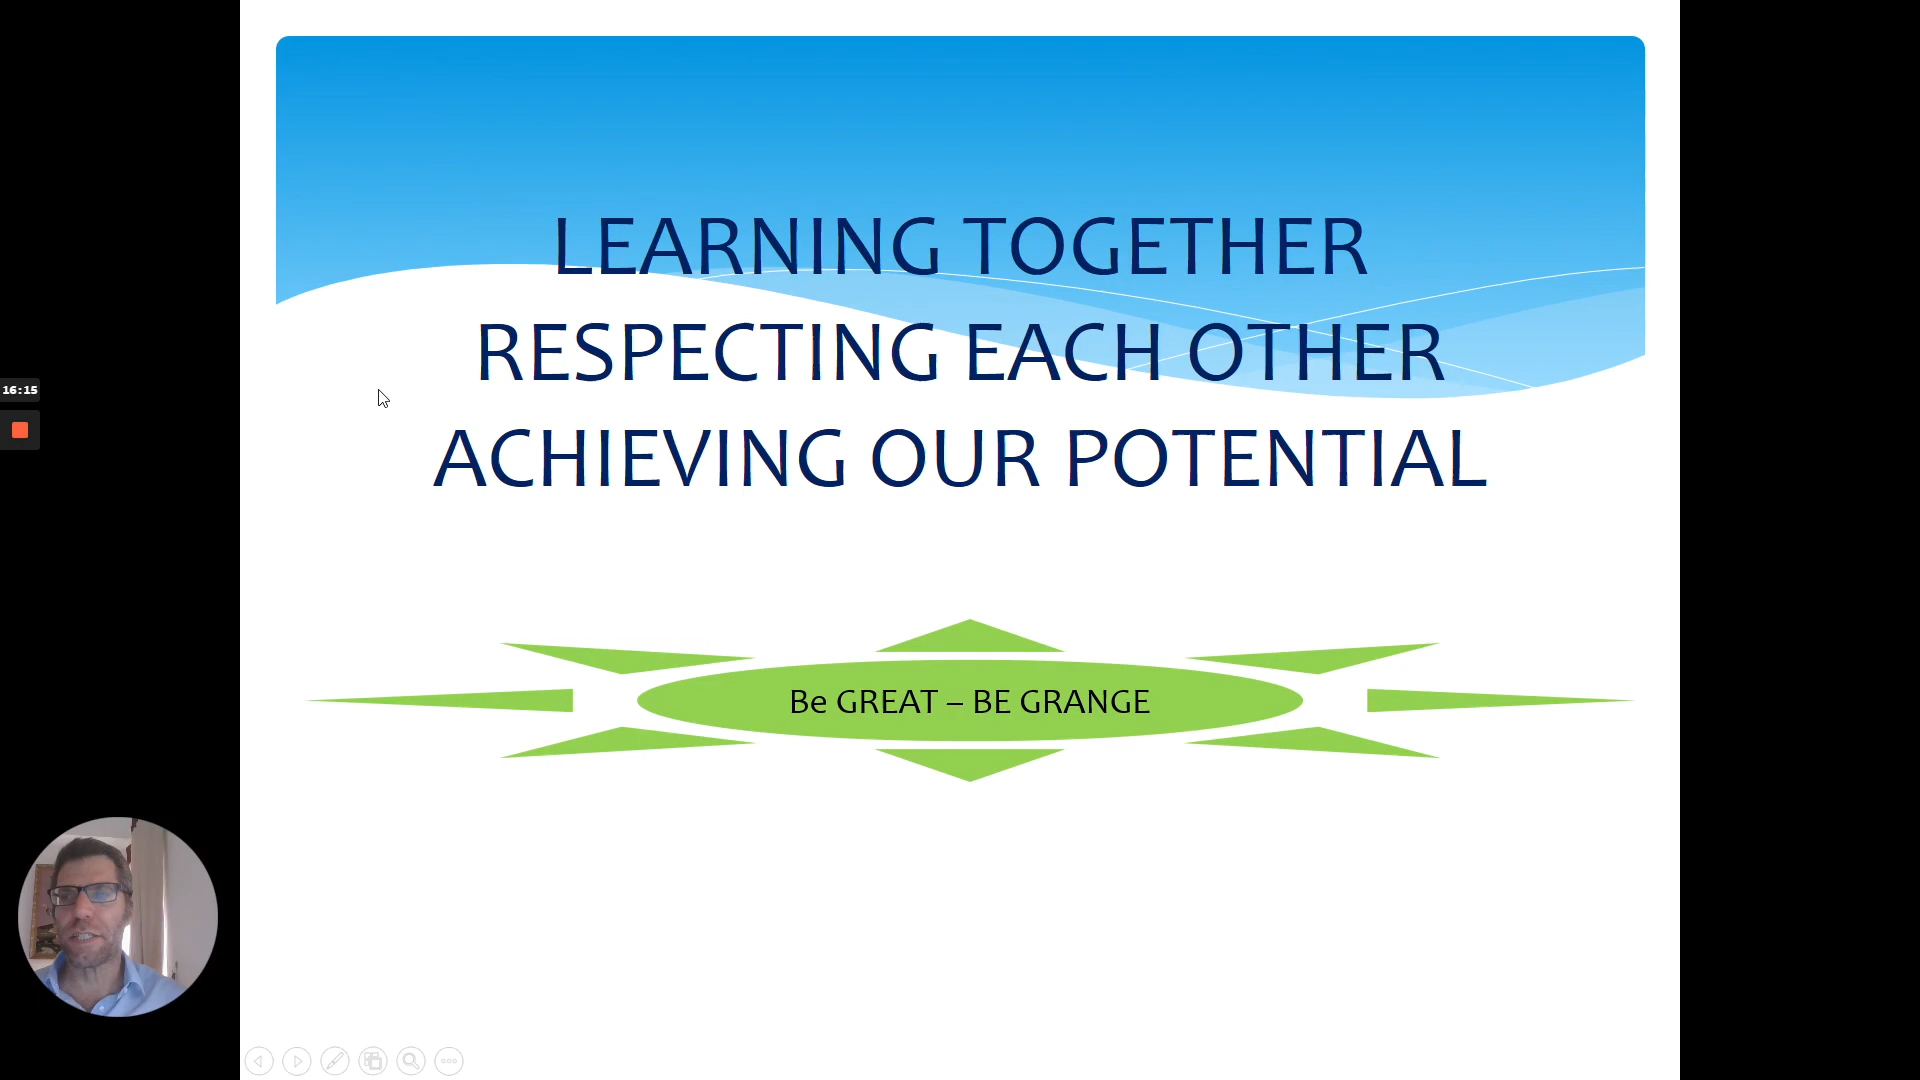 LEARNING TOGETHER
RESPECTING EACH OTHER
ACHIEVING OUR POTENTIAL
16:15
Be GREAT – BE GRANGE